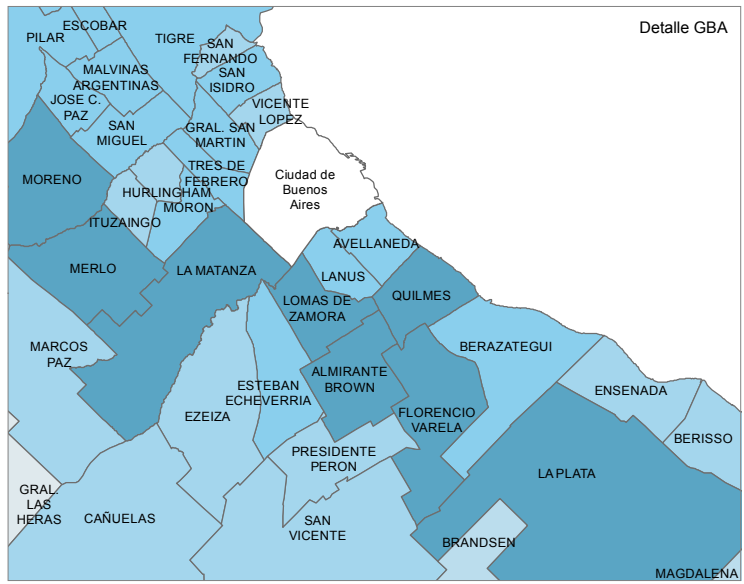 Detalle GBA
ESCOBAR
PILAR
TIGRE
SAN
FERNANDO
SAN
ISIDRO
MALVINAS
ARGENTINAS
JOSE C.
PAZ
VICENTE
LOPEZ
SAN
MIGUEL
GRAL. SAN
MARTIN
TRES DE
FEBRERO
Ciudad de
Buenos
Aires
MORENO
HURLINGHAM
MORON
ITUZAINGO
AVELLANEDA
MERLO
LA MATANZA
LANUS
LOMAS DE
ZAMORA
QUILMES
MARCOS
PAZ
BERAZATEGUI
ALMIRANTE
BROWN
ESTEBAN
ECHEVERRIA
ENSENADA
EZEIZA
FLORENCIO
VARELA
BERISSO
PRESIDENTE
PERON
LA PLATA
GRAL.
LAS
HERAS
CAÑUELAS
SAN
VICENTE
BRANDSEN
MAGDALENA